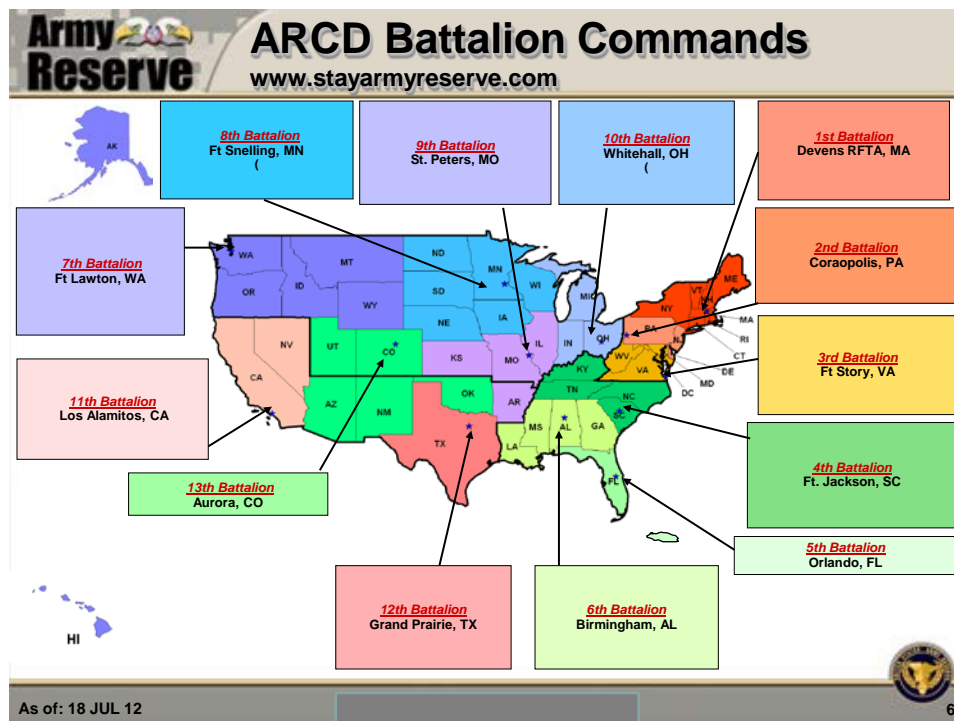 Army
Reserve
ARCD Battalion Commands
www.stayarmyreserve.com
8th Battalion
Ft Snelling, MN
(
9th Battalion
St. Peters, MO
10th Battalion
Whitehall, OH
(
1st Battalion
Devens RFTA, MA
7th Battalion
Ft Lawton, WA
2nd Battalion
Coraopolis, PA
11th Battalion
Los Alamitos, CA
3rd Battalion
Ft Story, VA
13th Battalion
Aurora, CO
4th Battalion
Ft. Jackson, SC
5th Battalion
Orlando, FL
12th Battalion
Grand Prairie, TX
6th Battalion
Birmingham, AL
AK
WA
MT
ND
MN
OR
ID
WY
SD
WI
MIC
NE
IA
NV
UT
CO
KS
MO
IL
IN
OH
CA
AZ
NM
OK
AR
TX
LA
MS
AL
GA
FL
TN
KY
NC
SC
WV
VA
PA
NY
VT
NH
ME
NJ
MA
RI
CT
DE
MD
DC
HI
As of: 18 JUL 12
6